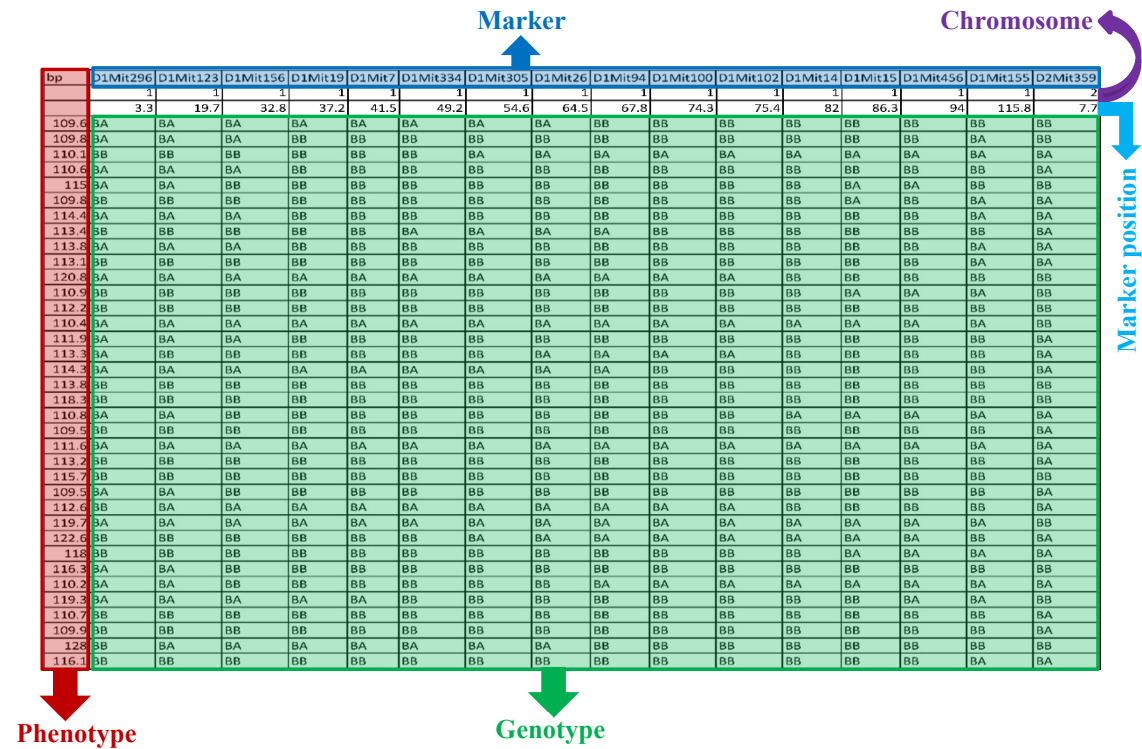 Marker
Chromosome
bp D1Mit296 D1Mit123 D1Mit156 D1Mit19 D1Mit7 D1Mit334 D1Mit305 D1Mit26 D1Mit94 D1Mit100 D1Mit102 D1Mit14 D1Mit15 D1Mit456 D1Mit155 D2Mit359
1 1 1 1 1 1 1 1 1 1 1 1 1 1 1 2
3.3 19.7 32.8 37.2 41.5 49.2 54.6 64.5 67.8 74.3 75.4 82 86.3 94 115.8 7.7
109.6 BA BA BA BA BA BA BA BA BB BB BB BB BB BB BB BB
109.8 BA BA BA BB BB BB BB BB BB BB BB BB BB BB BB BB
110.1 BB BB BB BB BB BB BA BA BA BA BA BA BA BA BA BA
110.6 BA BA BA BB BB BB BB BB BB BB BB BB BB BB BB BA
115 BA BA BB BB BB BB BB BB BB BB BB BB BA BA BB BB
109.8 BB BB BB BB BB BB BB BB BB BB BB BB BA BB BA BA
114.4 BA BA BA BB BB BB BB BB BB BB BB BB BB BB BA BA
113.4 BB BB BB BB BA BA BA BA BA BB BB BB BB BB BB BB
113.8 BA BA BA BB BB BB BB BB BB BB BB BB BB BB BA BB
113.1 BB BB BB BB BB BB BB BB BB BB BB BB BB BB BA BA
120.8 BA BA BA BA BA BA BA BA BA BA BA BA BA BB BB BB
110.9 BB BB BB BB BB BB BB BB BB BB BB BB BA BA BA BB
112.2 BB BB BB BB BB BB BB BB BB BB BB BB BB BB BB BB
110.4 BA BA BA BA BA BA BA BA BA BA BA BA BA BA BA BB
111.9 BA BA BA BB BB BB BB BB BB BB BB BB BB BB BB BA
113.3 BA BB BB BB BB BB BB BA BA BA BA BB BB BB BB BA
114.3 BA BA BA BA BA BA BB BB BB BB BB BB BB BB BB BA
113.8 BB BB BB BB BB BB BB BB BB BB BB BB BB BB BB BB
118.3 BB BB BB BB BB BB BB BB BB BB BB BB BB BB BB BA
110.8 BA BA BB BB BB BB BB BB BB BB BB BA BA BA BA BA
109.5 BB BB BB BB BB BB BB BB BB BB BB BB BB BB BB BB
111.6 BA BA BA BA BA BA BA BA BA BA BA BA BA BA BA BA
113.2 BB BB BB BB BB BB BB BB BB BB BB BB BB BB BB BA
115.7 BB BB BB BB BB BB BB BB BB BB BB BB BB BB BB BB
109.5 BA BA BB BB BB BB BB BB BB BB BB BB BB BB BB BA
112.6 BB BA BA BA BA BA BA BA BA BA BA BB BB BB BB BA
119.7 BA BA BA BA BA BA BA BA BA BA BA BA BA BA BA BB
122.6 BB BB BB BB BB BB BA BA BA BA BA BA BA BA BA BB
118 BB BB BB BB BB BB BB BB BB BB BB BB BA BA BA BB
116.3 BA BA BB BB BB BB BB BB BB BB BB BB BB BB BB BB
110.2 BB BB BB BB BB BB BB BB BA BA BA BA BA BA BA BB
119.3 BA BA BA BA BA BB BB BB BB BB BB BB BB BA BA BB
110.7 BB BB BB BB BB BB BB BB BB BB BB BB BB BB BB BA
109.9 BB BB BB BB BB BB BB BB BB BB BB BB BB BB BB BA
128 BB BA BA BA BA BA BA BA BB BB BB BB BB BB BB BB
116.1 BB BB BB BB BB BB BB BB BB BB BB BB BB BB BA BA
Marker position
Phenotype
Genotype